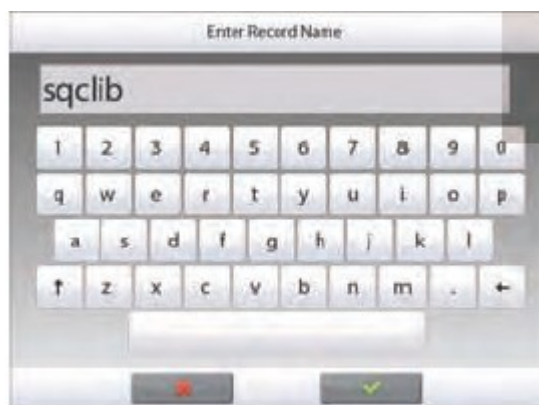 Enter Record Name
sqclib
1 2 3 4 5 6 7 8 9 0
q w e r t y u i o p
a s d f g h j k l
↑ z x c v b n m . ←